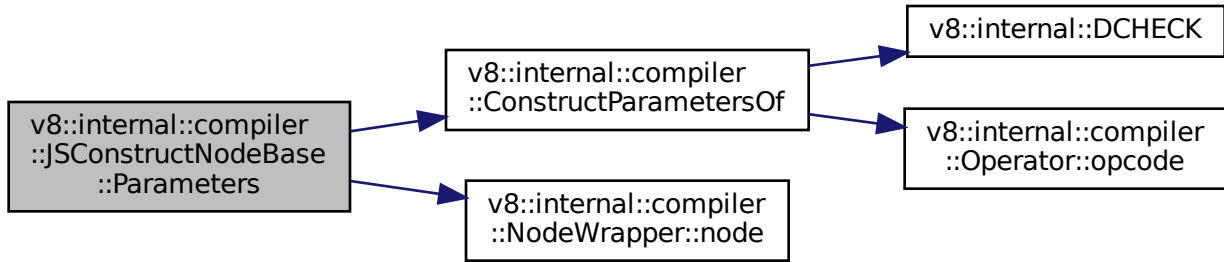 v8::internal::compiler
::JSConstructNodeBase
::Parameters
v8::internal::compiler
::ConstructParametersOf
v8::internal::DCHECK
v8::internal::compiler
::Operator::opcode
v8::internal::compiler
::NodeWrapper::node